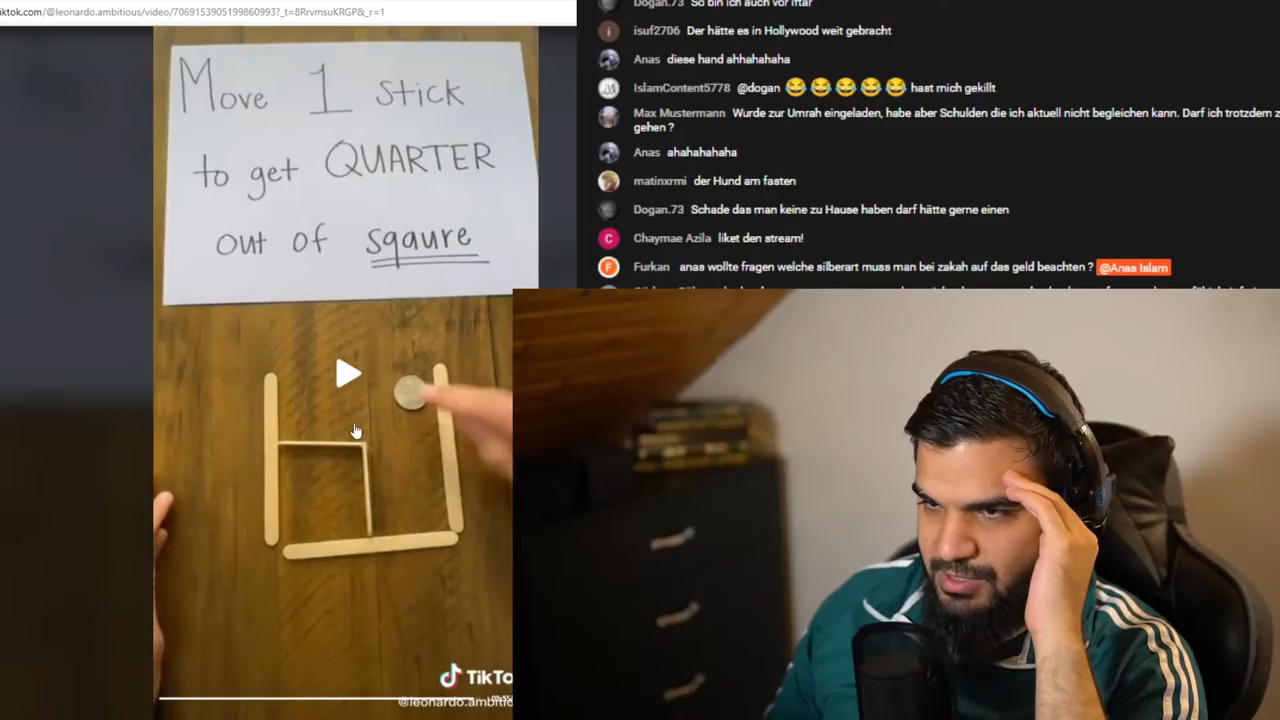 iktok.com/@leonardo.ambitious/video/7069153905199860993?_t=8RrvmsuKRGP&_r=1
Move 1 stick
to get QUARTER
out of sqaure
TikTo
@leonardo.ambitio
Dogan.73 So bin ich auch vor iftar
isuf2706 Der hätte es in Hollywood weit gebracht
Anas diese hand ahhahahaha
IslamContent5778 @dogan 😂😂😂😂😂 hast mich gekillt
Max Mustermann Wurde zur Umrah eingeladen, habe aber Schulden die ich aktuell nicht begleichen kann. Darf ich trotzdem z
gehen ?
Anas ahahahahaha
matinxrmi der Hund am fasten
Dogan.73 Schade das man keine zu Hause haben darf hätte gerne einen
Chaymae Azila liket den stream!
Furkan anas wollte fragen welche silberart muss man bei zakah auf das geld beachten ? @Anas Islam